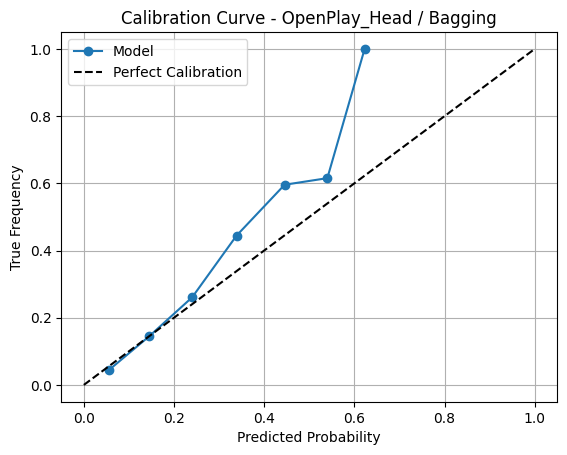 Calibration Curve - OpenPlay_Head / Bagging
Model
Perfect Calibration
True Frequency
1.0
0.8
0.6
0.4
0.2
0.0
0.0 0.2 0.4 0.6 0.8 1.0
Predicted Probability